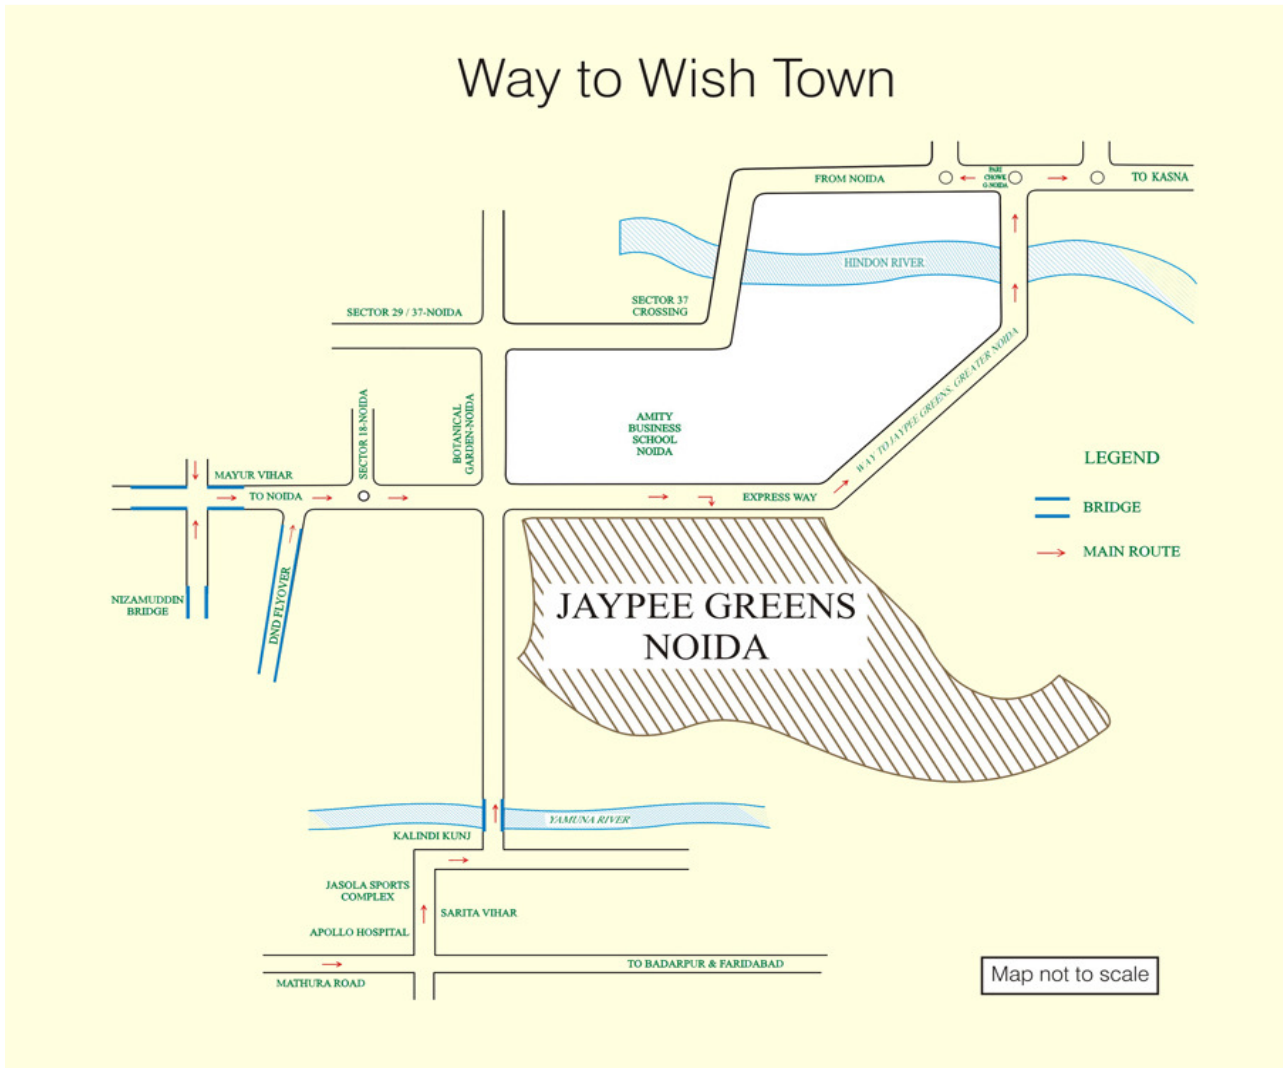 Way to Wish Town
FROM NOIDA
PARI
CHOWK
G.NOIDA
TO KASNA
HINDON RIVER
SECTOR 29 / 37-NOIDA
SECTOR 37
CROSSING
SECTOR 18-NOIDA
BOTANICAL
GARDEN-NOIDA
AMITY
BUSINESS
SCHOOL
NOIDA
WAY TO JAYPEE GREENS, GREATER NOIDA
MAYUR VIHAR
TO NOIDA
EXPRESS WAY
LEGEND
BRIDGE
MAIN ROUTE
NIZAMUDDIN
BRIDGE
DND FLYOVER
JAYPEE GREENS
NOIDA
YAMUNA RIVER
KALINDI KUNJ
JASOLA SPORTS
COMPLEX
SARITA VIHAR
APOLLO HOSPITAL
TO BADARPUR & FARIDABAD
MATHURA ROAD
Map not to scale